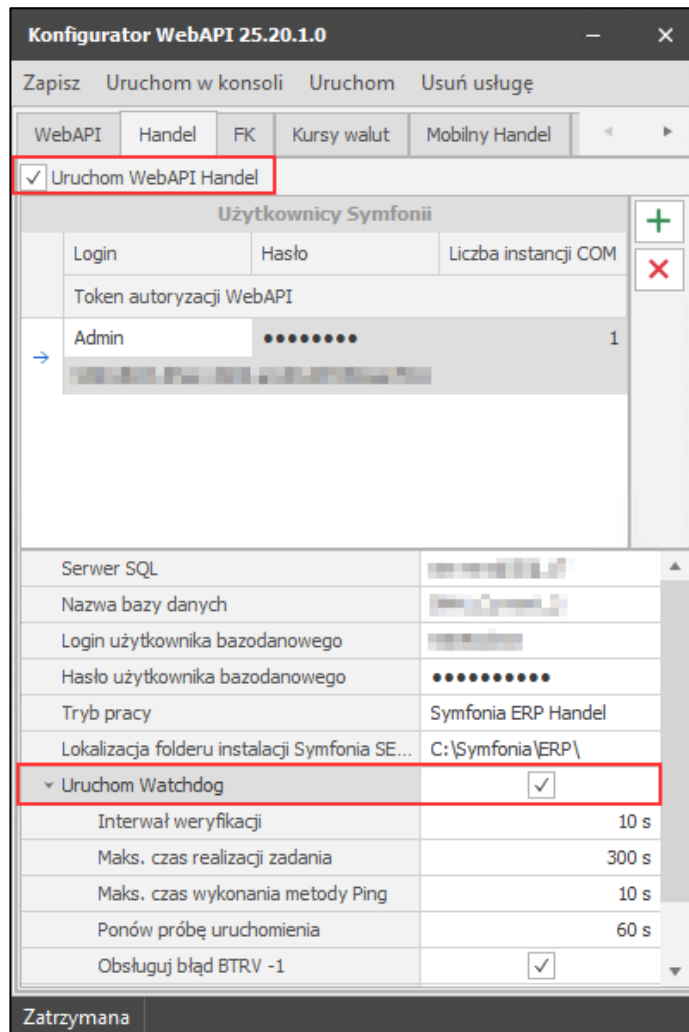 Konfigurator WebAPI 25.20.1.0
Zapisz Uruchom w konsoli Uruchom Usuń usługę
WebAPI Handel FK Kursy walut Mobilny Handel
Uruchom WebAPI Handel
Użytkownicy Symfonii
Login Hasło Liczba instancji COM
Token autoryzacji WebAPI
Admin ●●●●●●●● 1
Serwer SQL
Nazwa bazy danych
Login użytkownika bazodanowego
Hasło użytkownika bazodanowego ●●●●●●●●●●
Tryb pracy Symfonia ERP Handel
Lokalizacja folderu instalacji Symfonia SE... C:\Symfonia\ERP\
Uruchom Watchdog
Interwał weryfikacji 10 s
Maks. czas realizacji zadania 300 s
Maks. czas wykonania metody Ping 10 s
Ponów próbę uruchomienia 60 s
Obsługuj błąd BTRV -1
Zatrzymana